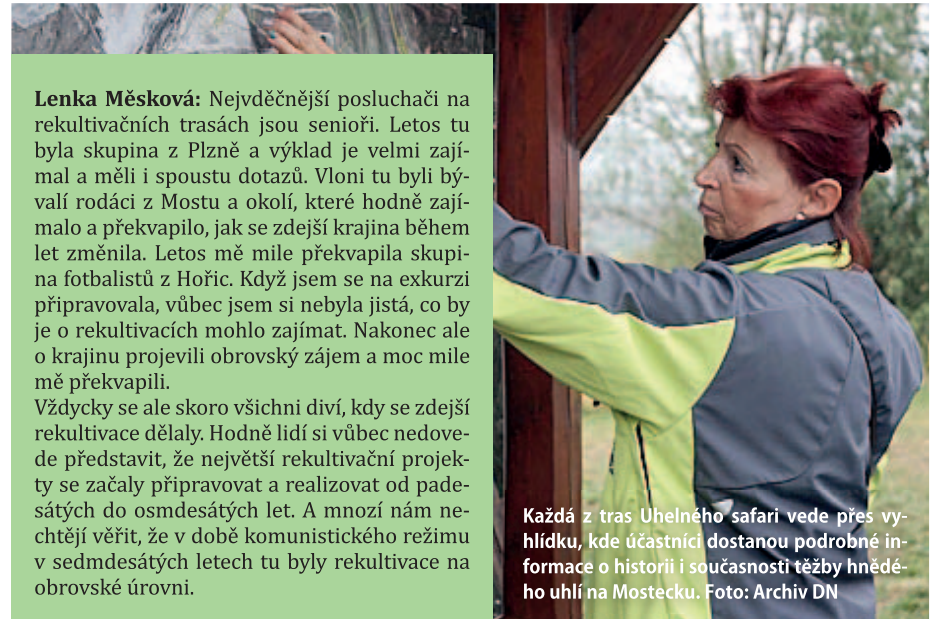 Lenka Měsková: Nejvděčnější posluchači na
rekultivačních trasách jsou senioři. Letos tu
byla skupina z Plzně a výklad je velmi zají-
mal a měli i spoustu dotazů. Vloni tu byli bý-
valí rodáci z Mostu a okolí, které hodně zají-
malo a překvapilo, jak se zdejší krajina během
let změnila. Letos mě mile překvapila skupi-
na fotbalistů z Hořic. Když jsem se na exkurzi
připravovala, vůbec jsem si nebyla jistá, co by
je o rekultivacích mohlo zajímat. Nakonec ale
o krajinu projevili obrovský zájem a moc mile
mě překvapili.
Vždycky se ale skoro všichni diví, kdy se zdejší
rekultivace dělaly. Hodně lidí si vůbec nedove-
de představit, že největší rekultivační projek-
ty se začaly připravovat a realizovat od pade-
sátých do osmdesátých let. A mnozí nám ne-
chtějí věřit, že v době komunistického režimu
v sedmdesátých letech tu byly rekultivace na
obrovské úrovni.
Každá z tras Uhelného safari vede přes vy-
hlídku, kde účastníci dostanou podrobné in-
formace o historii i současnosti těžby hnědé-
ho uhlí na Mostecku. Foto: Archiv DN